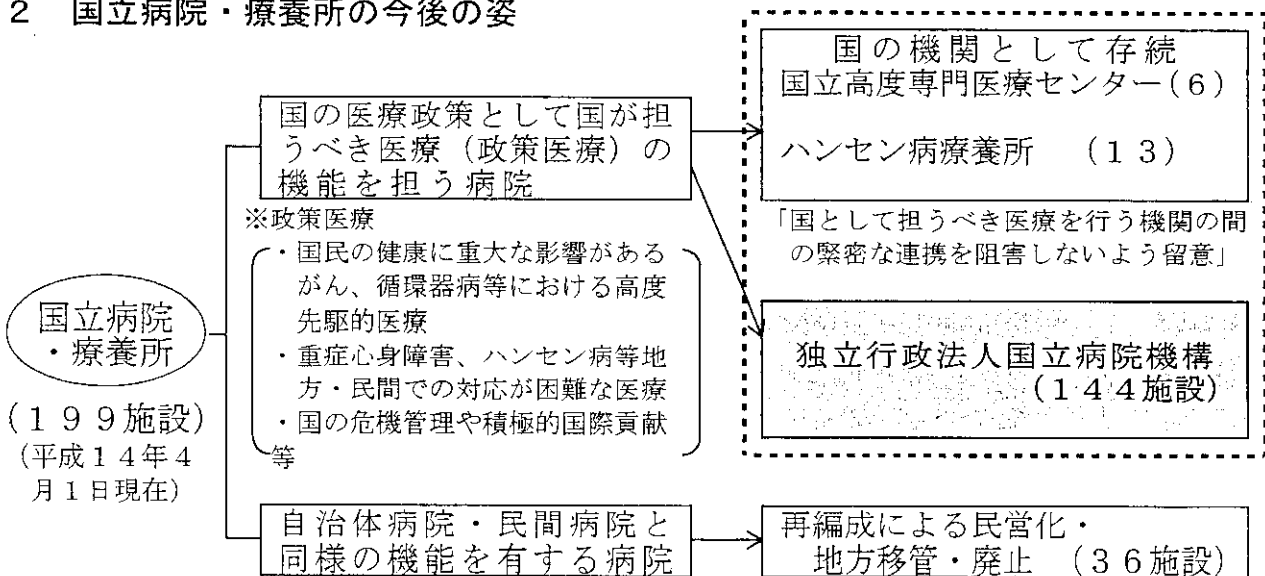 2 国立病院・療養所の今後の姿
国立病院
・療養所
(199施設)
(平成14年4
月1日現在)
国の医療政策として国が担
うべき医療(政策医療)の
機能を担う病院
※政策医療
・国民の健康に重大な影響がある
がん、循環器病等における高度
先駆的医療
・重症心身障害、ハンセン病等地
方・民間での対応が困難な医療
・国の危機管理や積極的国際貢献
等
自治体病院・民間病院と
同様の機能を有する病院
国の機関として存続
国立高度専門医療センター(6)
ハンセン病療養所 (13)
「国として担うべき医療を行う機関の間
の緊密な連携を阻害しないよう留意」
独立行政法人国立病院機構
(144施設)
再編成による民営化・
地方移管・廃止 (36施設)